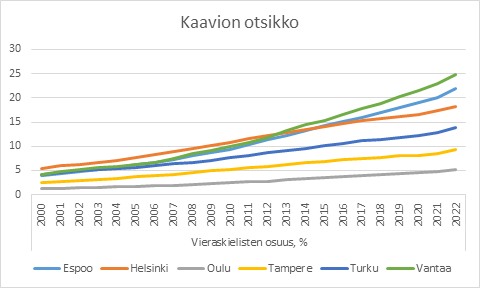 Kaavion otsikko
30
25
20
15
10
5
0
2000 2001 2002 2003 2004 2005 2006 2007 2008 2009 2010 2011 2012 2013 2014 2015 2016 2017 2018 2019 2020 2021 2022
Vieraskielisten osuus, %
Espoo Helsinki Oulu Tampere Turku Vantaa